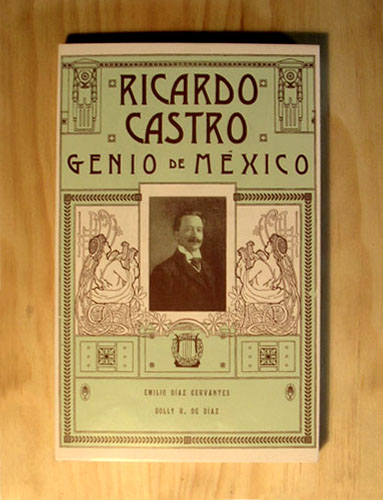 RICARDO
CASTRO
GENIO DE MÉXICO
EMILIO DÍAZ CERVANTES
DOLLY R. DE DÍAZ